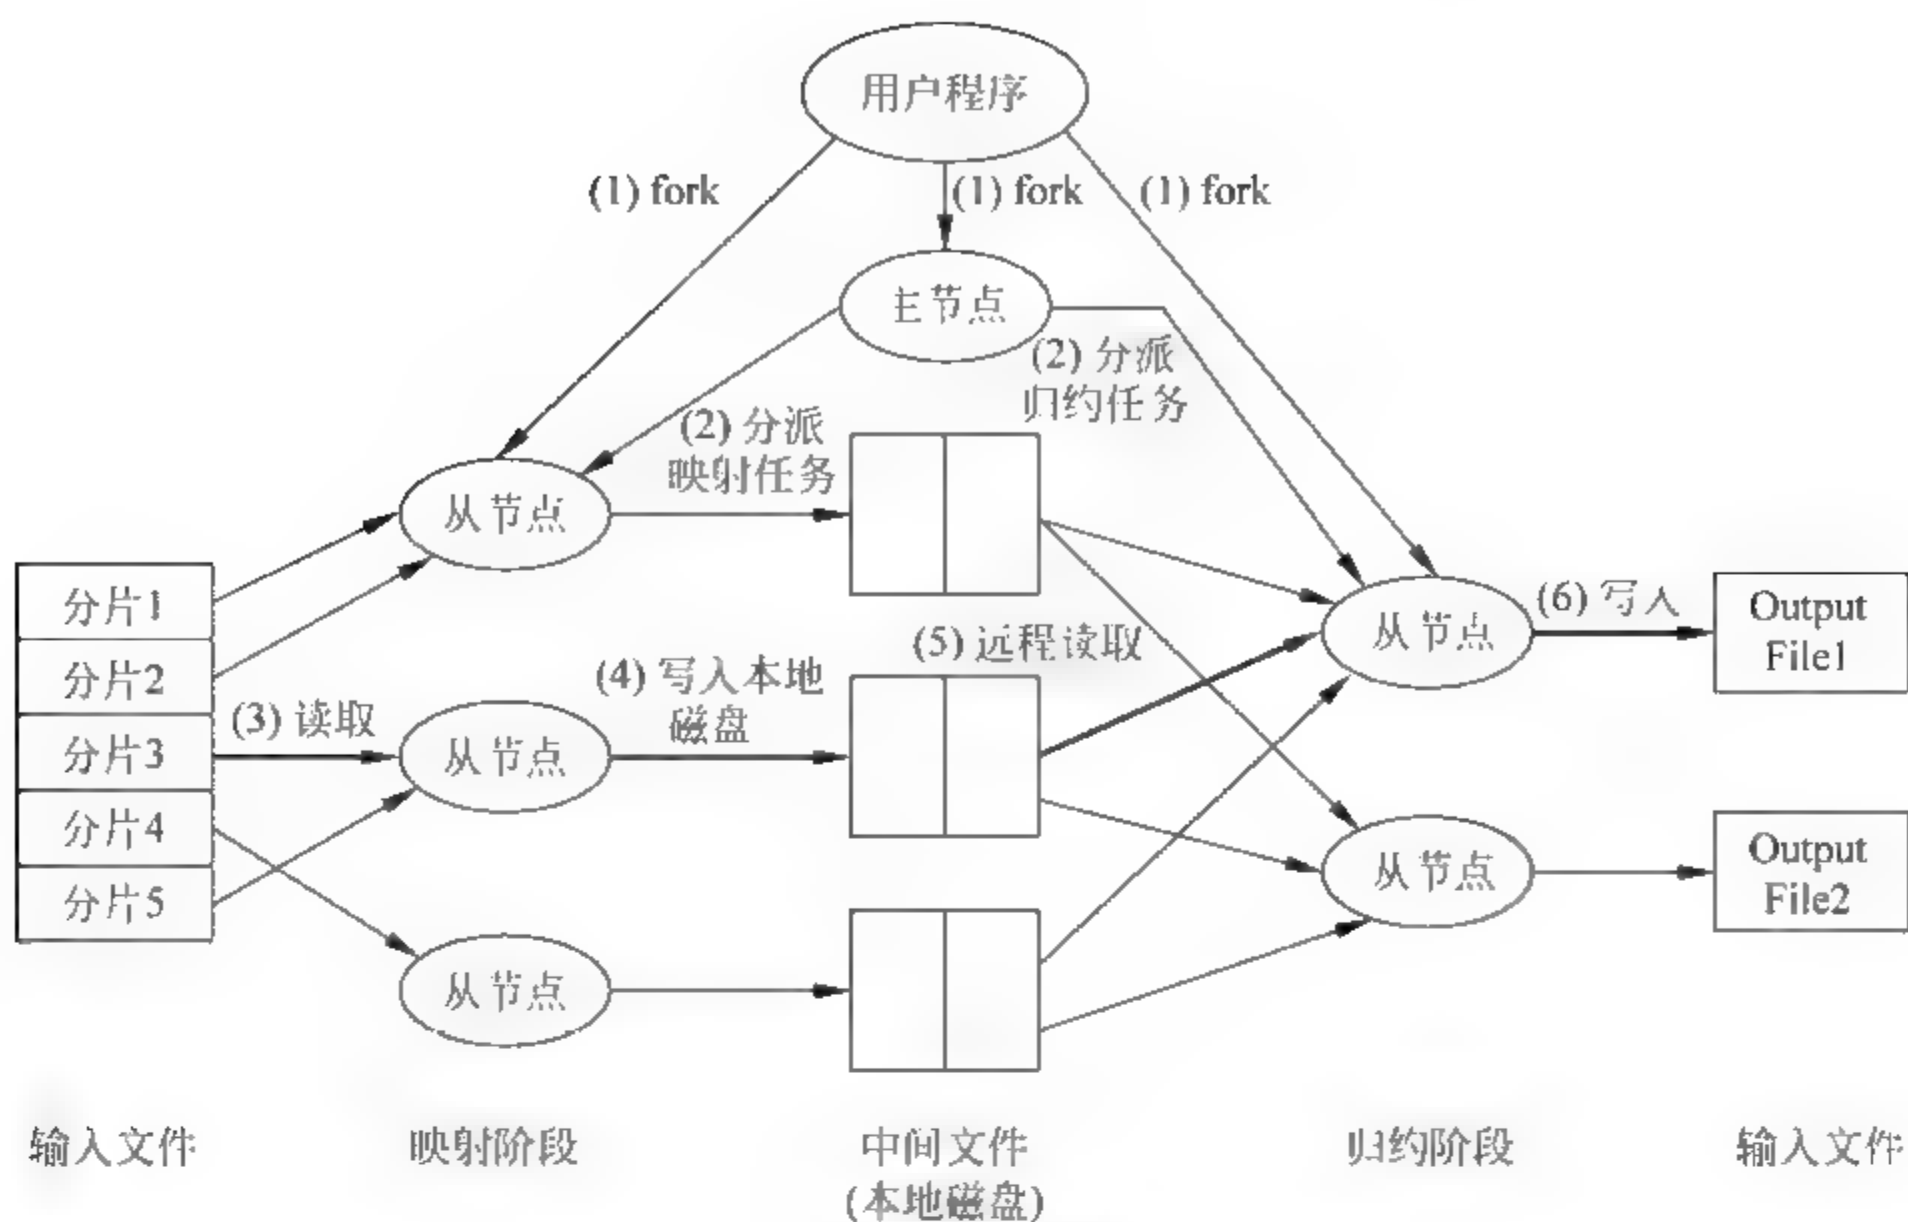 用户程序
(1) fork
(1) fork
(1) fork
主节点
(2) 分派
归约任务
(2) 分派
映射任务
从节点
分片1
分片2
分片3
分片4
分片5
(3) 读取
从节点
(4) 写入本地
磁盘
(5) 远程读取
从节点
从节点
(6) 写入
Output
File1
从节点
Output
File2
输入文件
映射阶段
中间文件
(本地磁盘)
归约阶段
输入文件